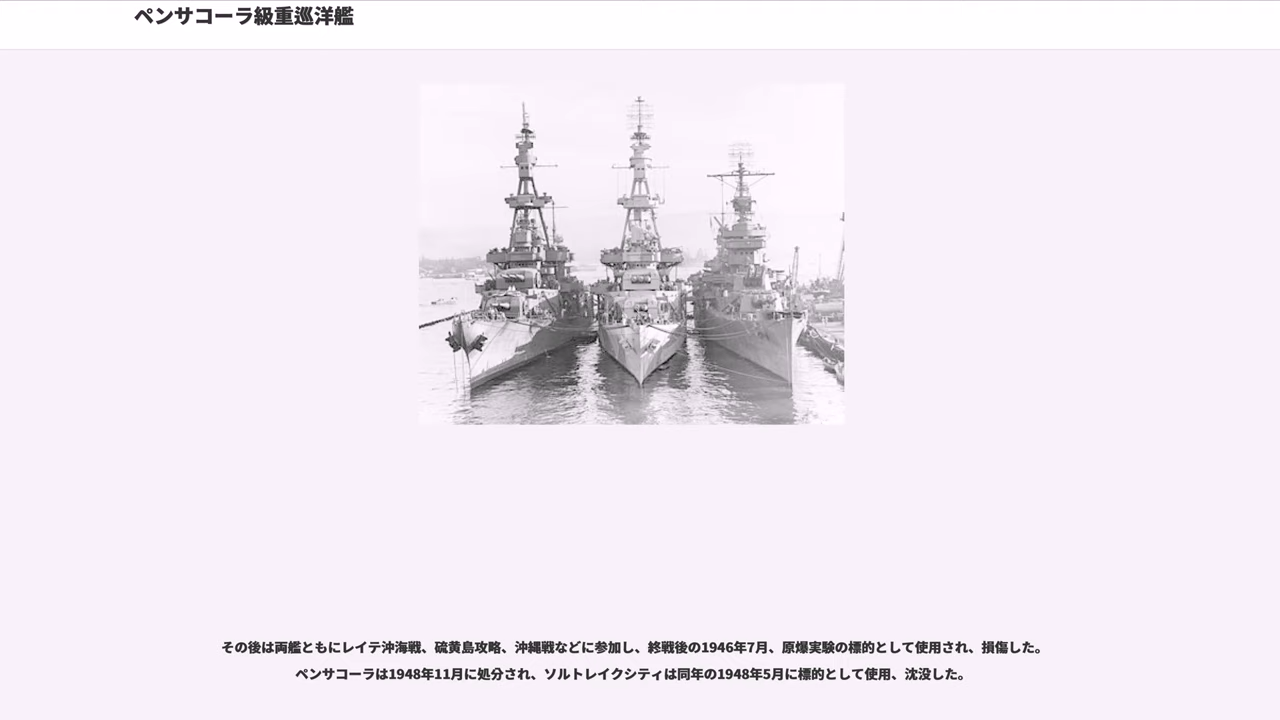 ペンサコーラ級重巡洋艦
その後は両艦ともにレイテ沖海戦、硫黄島攻略、沖縄戦などに参加し、終戦後の1946年7月、原爆実験の標的として使用され、損傷した。
ペンサコーラは1948年11月に処分され、ソルトレイクシティは同年の1948年5月に標的として使用、沈没した。